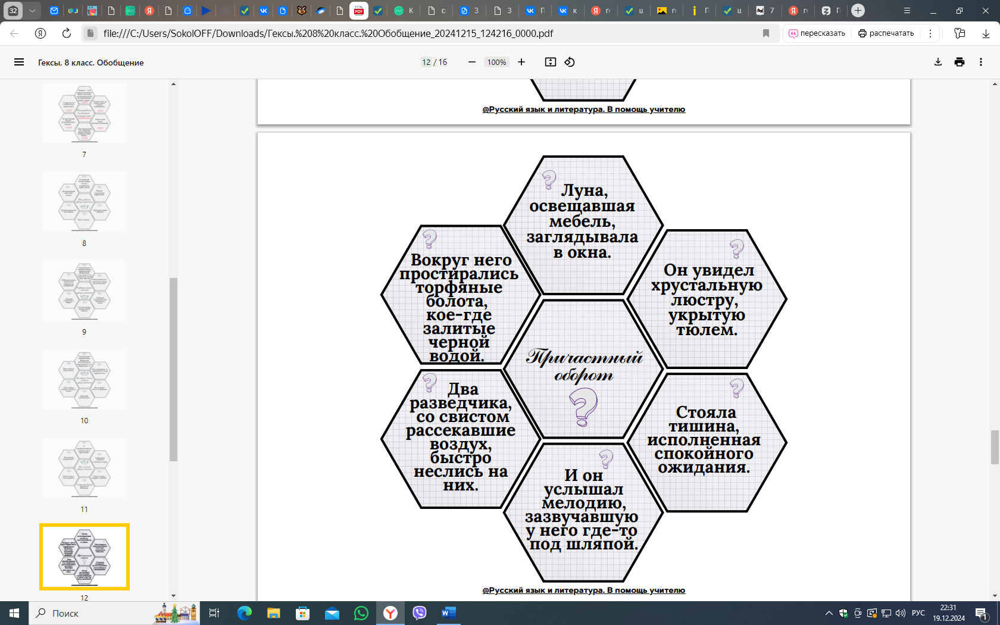 32
К
с
З
З
П
к
г
ш
г
П
ш
7
г
Г
file:///C:/Users/SokolOFF/Downloads/Гексы.%208%20класс.%20Обобщение_20241215_124216_0000.pdf
пересказать
распечатать
Гексы. 8 класс. Обобщение
12 / 16
100%
7
8
9
10
11
12
@Русский язык и литература. В помощь учителю
Луна,
освещавшая
мебель,
заглядывала
в окна.
Вокруг него
простирались
торфяные
болота,
кое-где
залитые
черной
водой.
Он увидел
хрустальную
люстру,
укрытую
тюлем.
Причастный
оборот
Два
разведчика,
со свистом
рассекавшие
воздух,
быстро
неслись на
них.
Стояла
тишина,
исполненная
спокойного
ожидания.
И он
услышал
мелодию,
зазвучавшую
у него где-то
под шляпой.
@Русский язык и литература. В помощь учителю
Поиск
РУС
22:31
19.12.2024
1